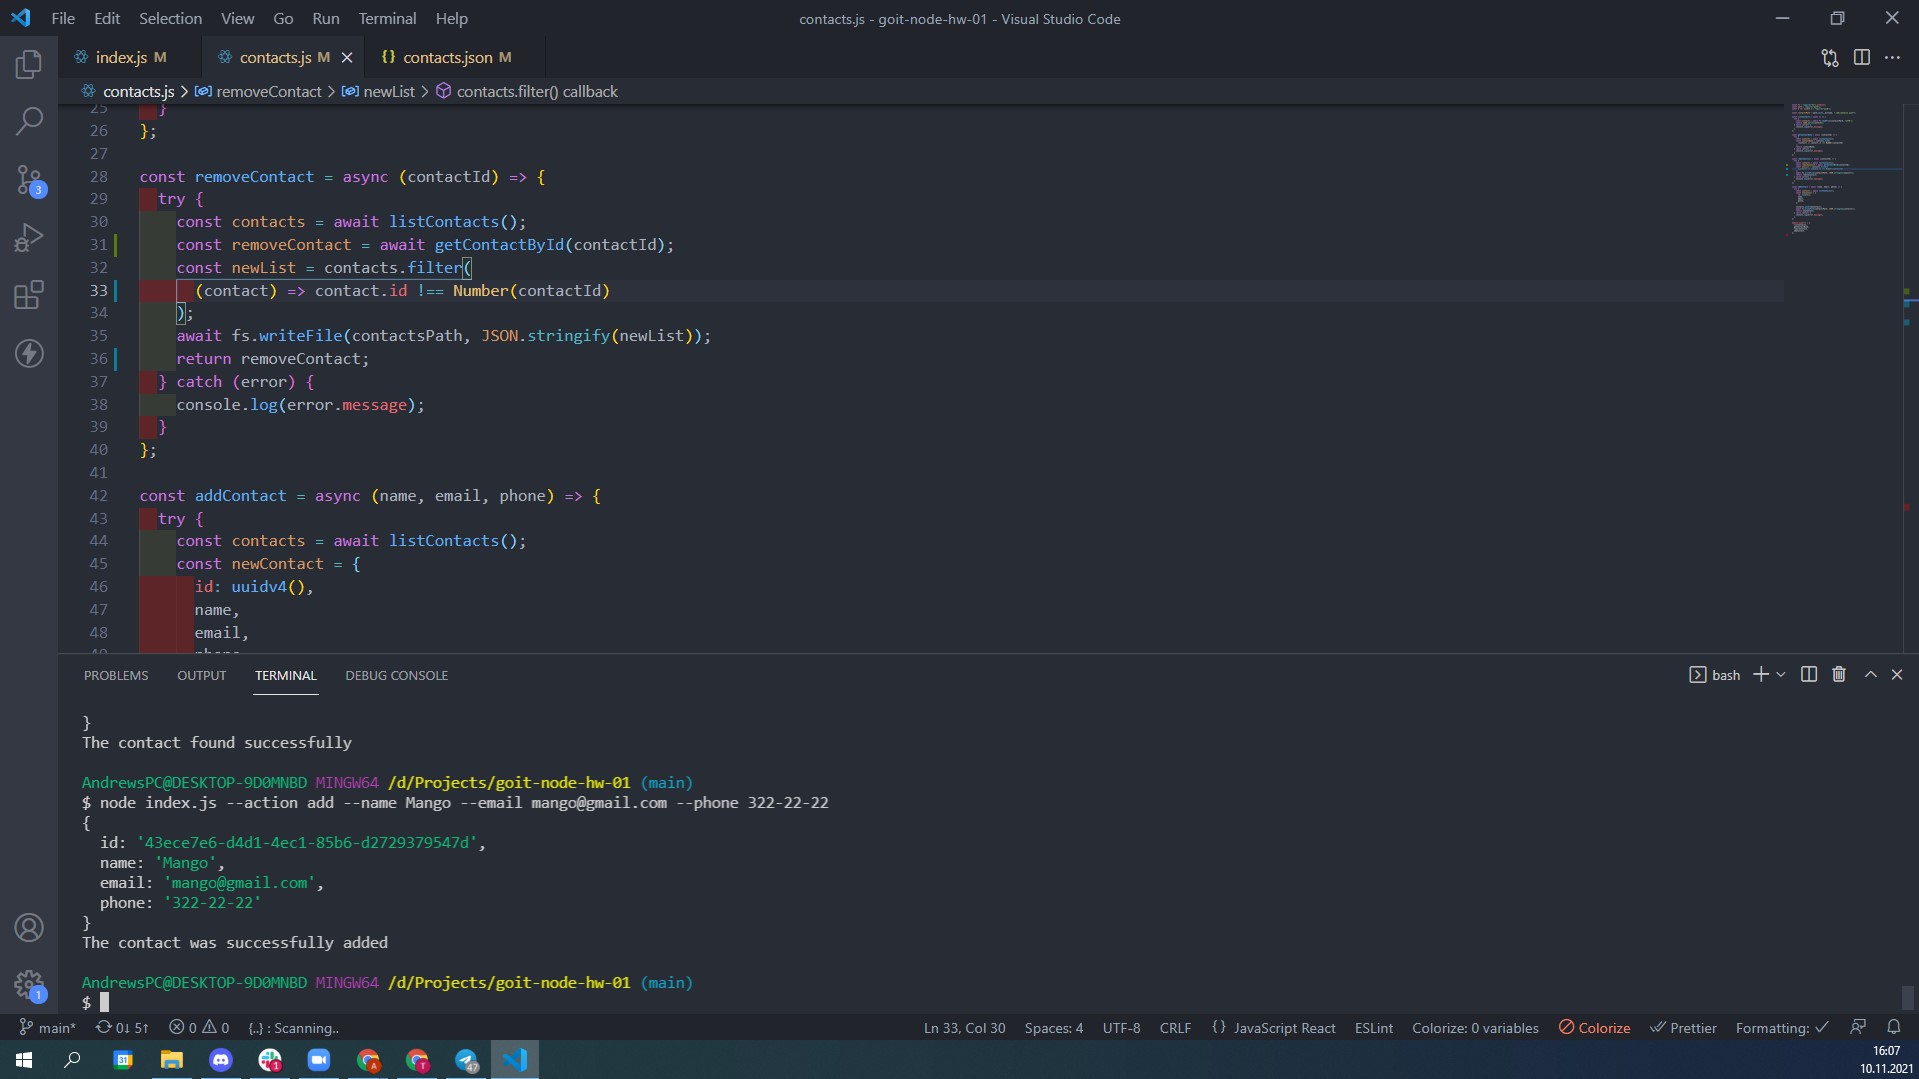 File Edit Selection View Go Run Terminal Help
contacts.js - goit-node-hw-01 - Visual Studio Code
index.js M
contacts.js M
{} contacts.json M
contacts.js > removeContact > newList > contacts.filter() callback
25 }
26 };
27
28 const removeContact = async (contactId) => {
29 try {
30 const contacts = await listContacts();
31 const removeContact = await getContactById(contactId);
32 const newList = contacts.filter(
33 (contact) => contact.id !== Number(contactId)
34 );
35 await fs.writeFile(contactsPath, JSON.stringify(newList));
36 return removeContact;
37 } catch (error) {
38 console.log(error.message);
39 }
40 };
41
42 const addContact = async (name, email, phone) => {
43 try {
44 const contacts = await listContacts();
45 const newContact = {
46 id: uuidv4(),
47 name,
48 email,
3
PROBLEMS OUTPUT TERMINAL DEBUG CONSOLE
bash
}
The contact found successfully
AndrewsPC@DESKTOP-9D0MNBD MINGW64 /d/Projects/goit-node-hw-01 (main)
$ node index.js --action add --name Mango --email mango@gmail.com --phone 322-22-22
{
id: '43ece7e6-d4d1-4ec1-85b6-d2729379547d',
name: 'Mango',
email: 'mango@gmail.com',
phone: '322-22-22'
}
The contact was successfully added
AndrewsPC@DESKTOP-9D0MNBD MINGW64 /d/Projects/goit-node-hw-01 (main)
$
1
main* 0↓ 5↑ 0 0 {..} : Scanning..
Ln 33, Col 30 Spaces: 4 UTF-8 CRLF {} JavaScript React ESLint Colorize: 0 variables Colorize Prettier Formatting: ✓
31
1
A
T
47
16:07
10.11.2021